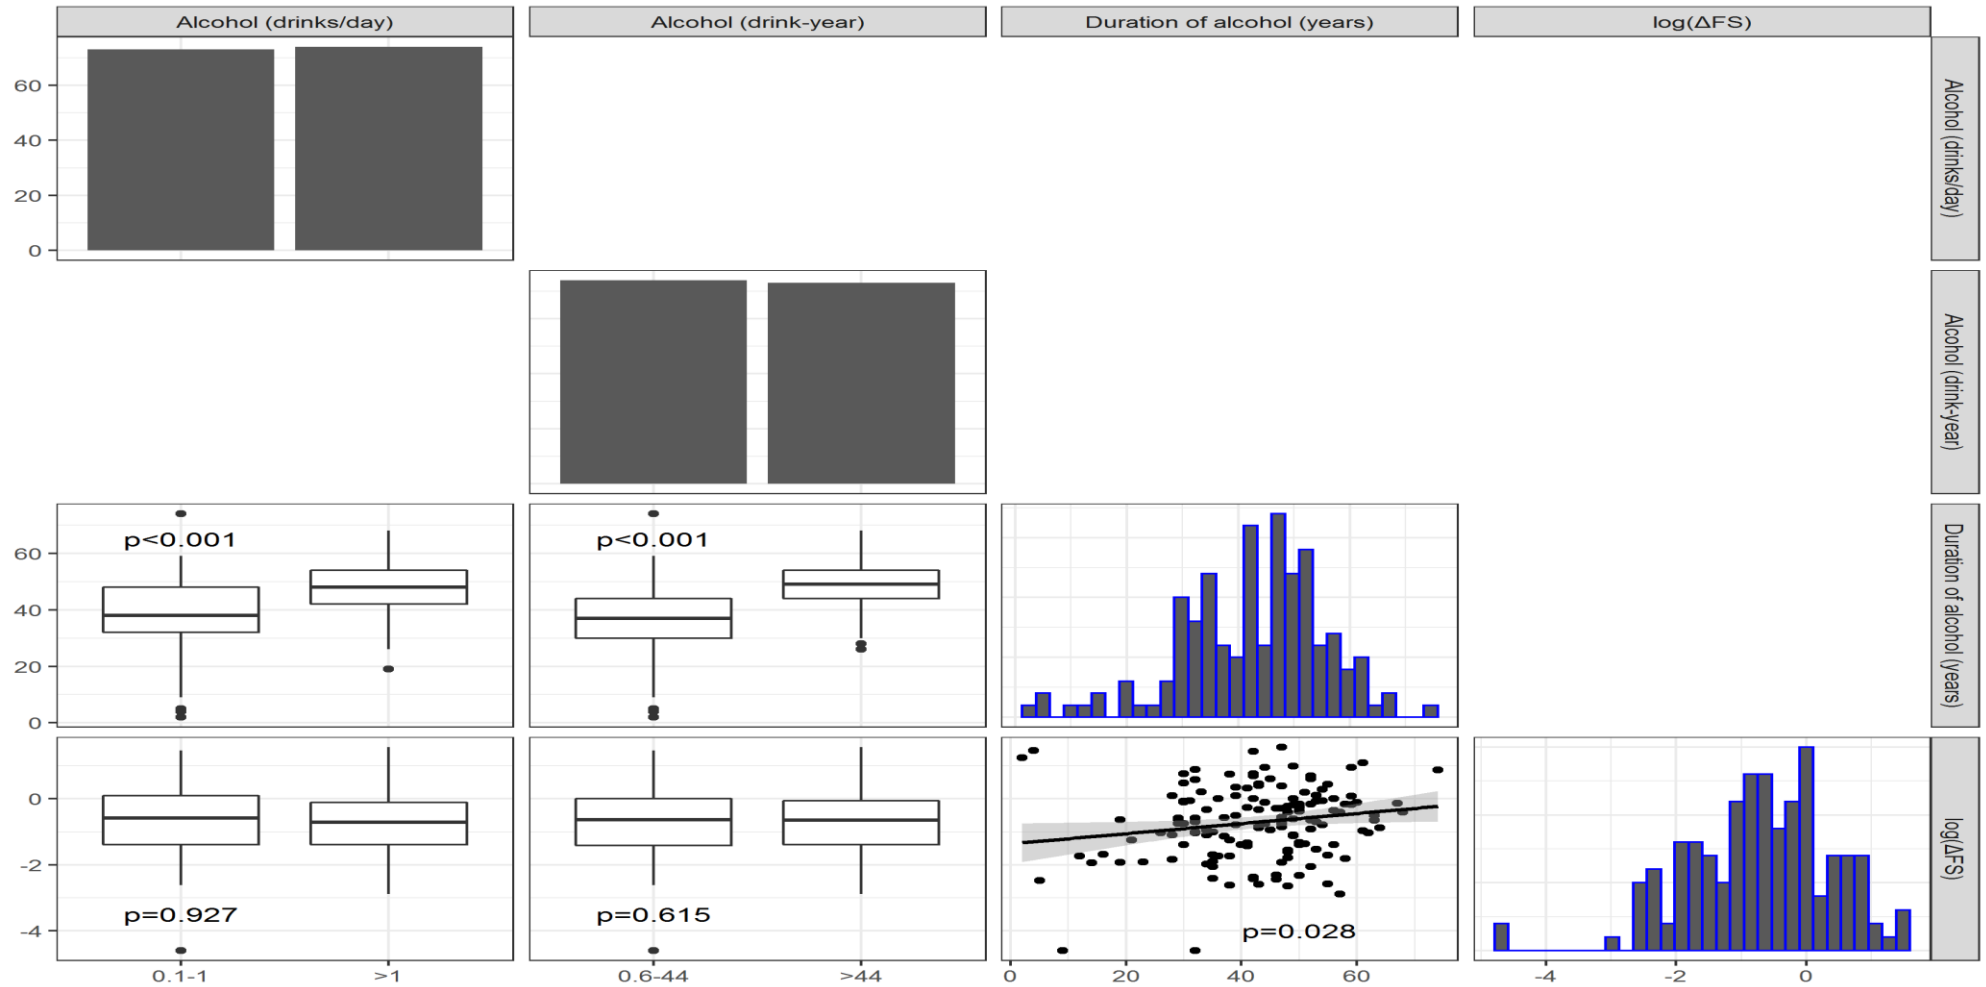 Alcohol (drinks/day)
Alcohol (drink-year)
Duration of alcohol (years)
log(ΔFS)
60
40
20
0
Alcohol (drinks/day)
Alcohol (drink-year)
60
40
20
0
p<0.001
p<0.001
Duration of alcohol (years)
0
-2
-4
p=0.927
p=0.615
p=0.028
log(ΔFS)
0.1-1
>1
0.6-44
>44
0
20
40
60
-4
-2
0